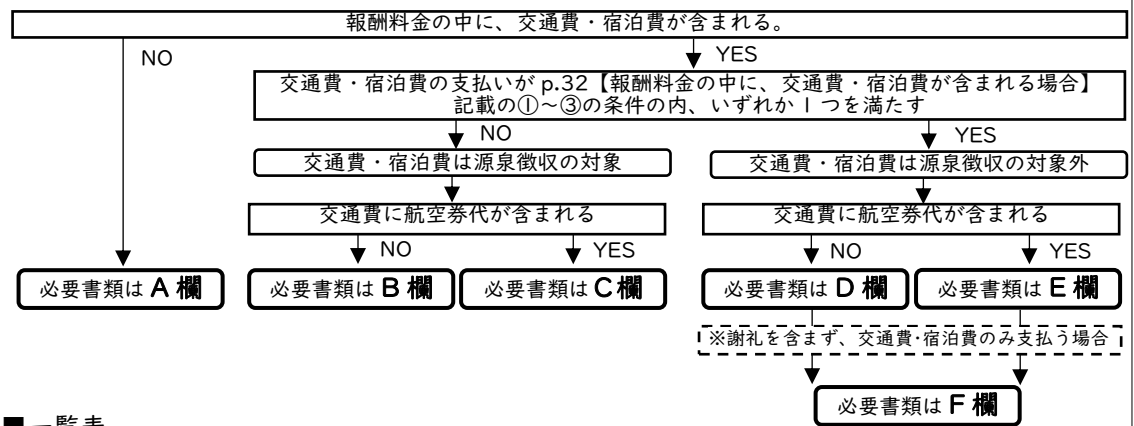 報酬料金の中に、交通費・宿泊費が含まれる。
NO
YES
交通費・宿泊費の支払いが p.32【報酬料金の中に、交通費・宿泊費が含まれる場合】
記載の①~③の条件の内、いずれか 1 つを満たす
NO
YES
交通費・宿泊費は源泉徴収の対象
交通費・宿泊費は源泉徴収の対象外
交通費に航空券代が含まれる
交通費に航空券代が含まれる
NO
YES
NO
YES
必要書類は A 欄
必要書類は B 欄
必要書類は C 欄
必要書類は D 欄
必要書類は E 欄
※謝礼を含まず、交通費・宿泊費のみ支払う場合
必要書類は F 欄
■一覧表